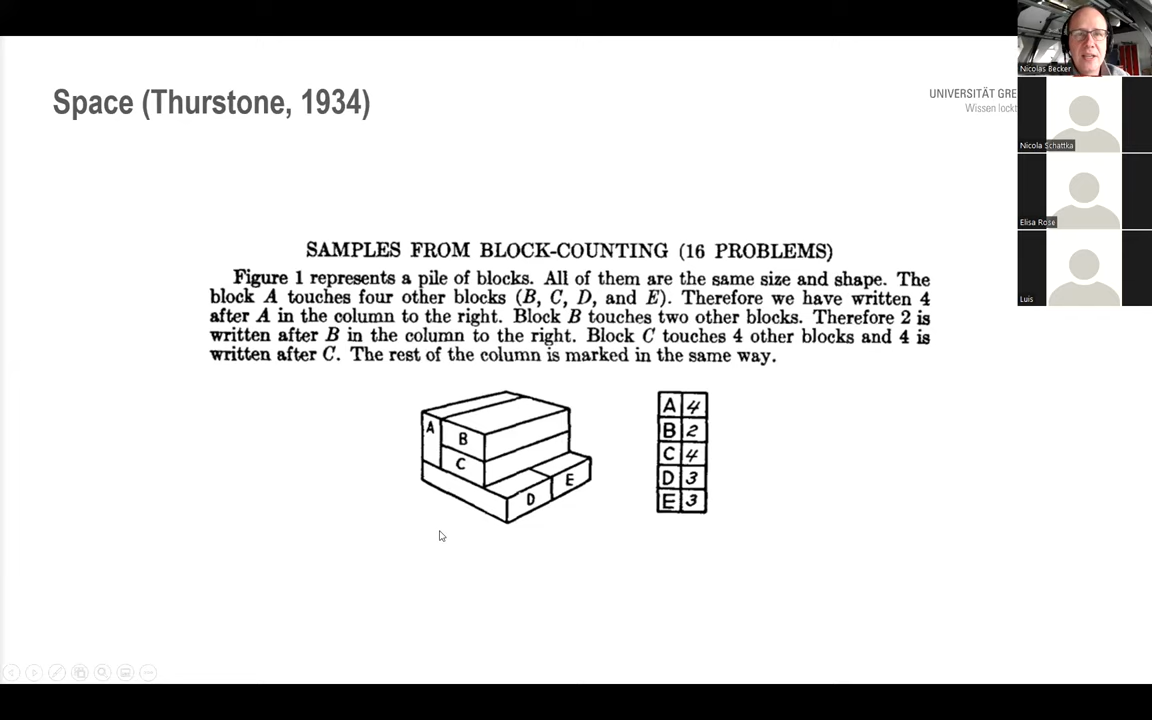 Space (Thurstone, 1934)
UNIVERSITÄT GRE
Wissen lockt
Nicolas Becker
Nicola Schattka
Elisa Rose
Luis
SAMPLES FROM BLOCK-COUNTING (16 PROBLEMS)
Figure 1 represents a pile of blocks. All of them are the same size and shape. The
block A touches four other blocks (B, C, D, and E). Therefore we have written 4
after A in the column to the right. Block B touches two other blocks. Therefore 2 is
written after B in the column to the right. Block C touches 4 other blocks and 4 is
written after C. The rest of the column is marked in the same way.
A
B
C
D
E
A 4
B 2
C 4
D 3
E 3